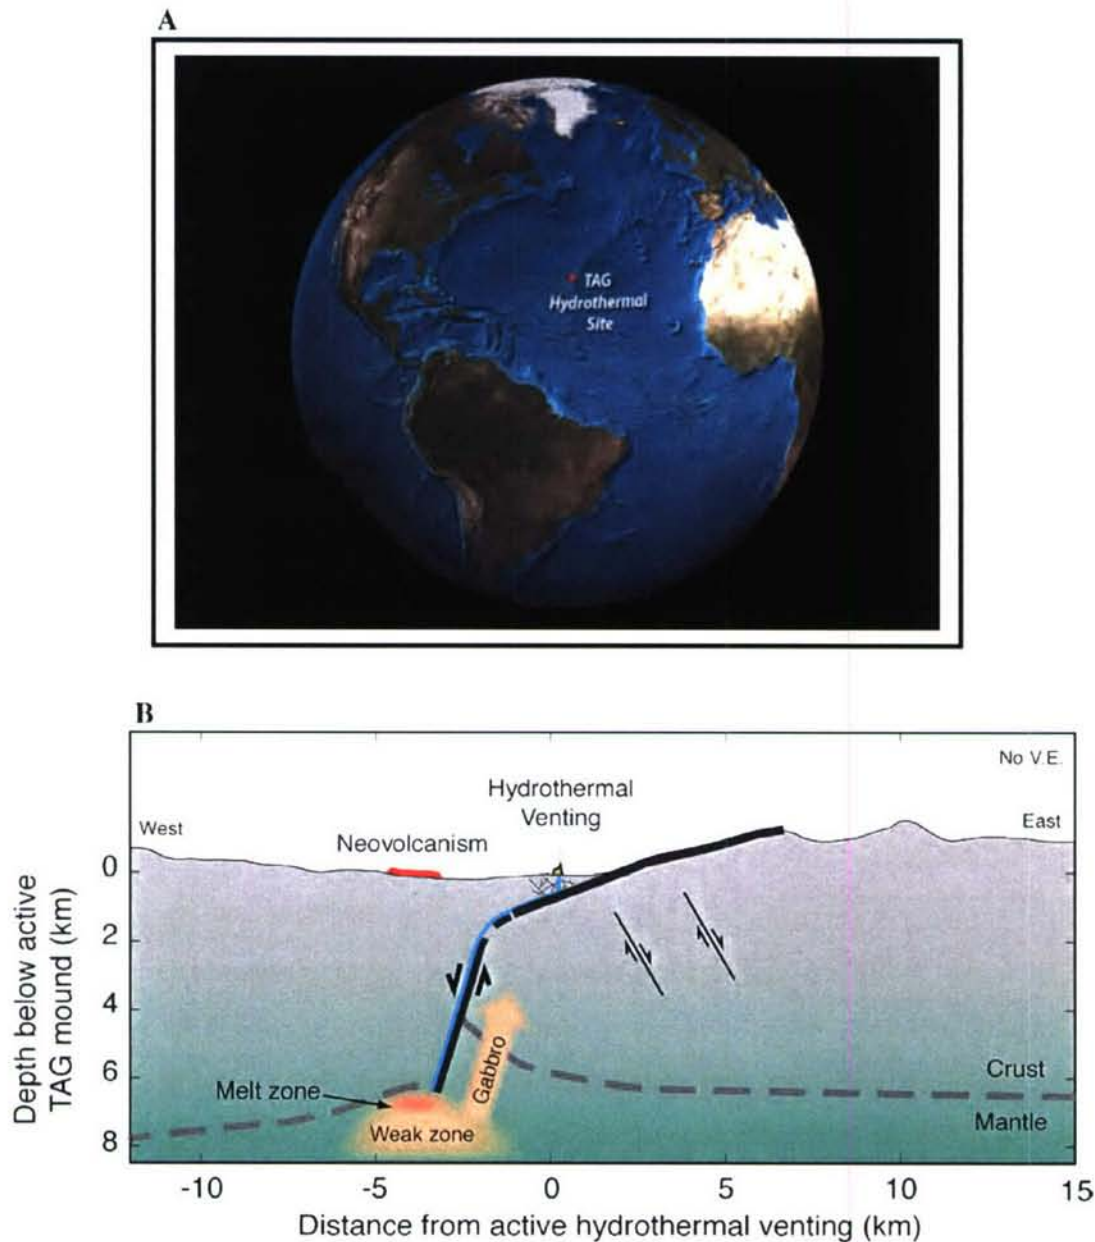 A
TAG
Hydrothermal
Site
B
No V.E.
Hydrothermal
Venting
West
East
Neovolcanism
0
2
4
6
8
Depth below active
TAG mound (km)
Gabbro
Crust
Melt zone
Mantle
Weak zone
-10
-5
0
5
10
15
Distance from active hydrothermal venting (km)